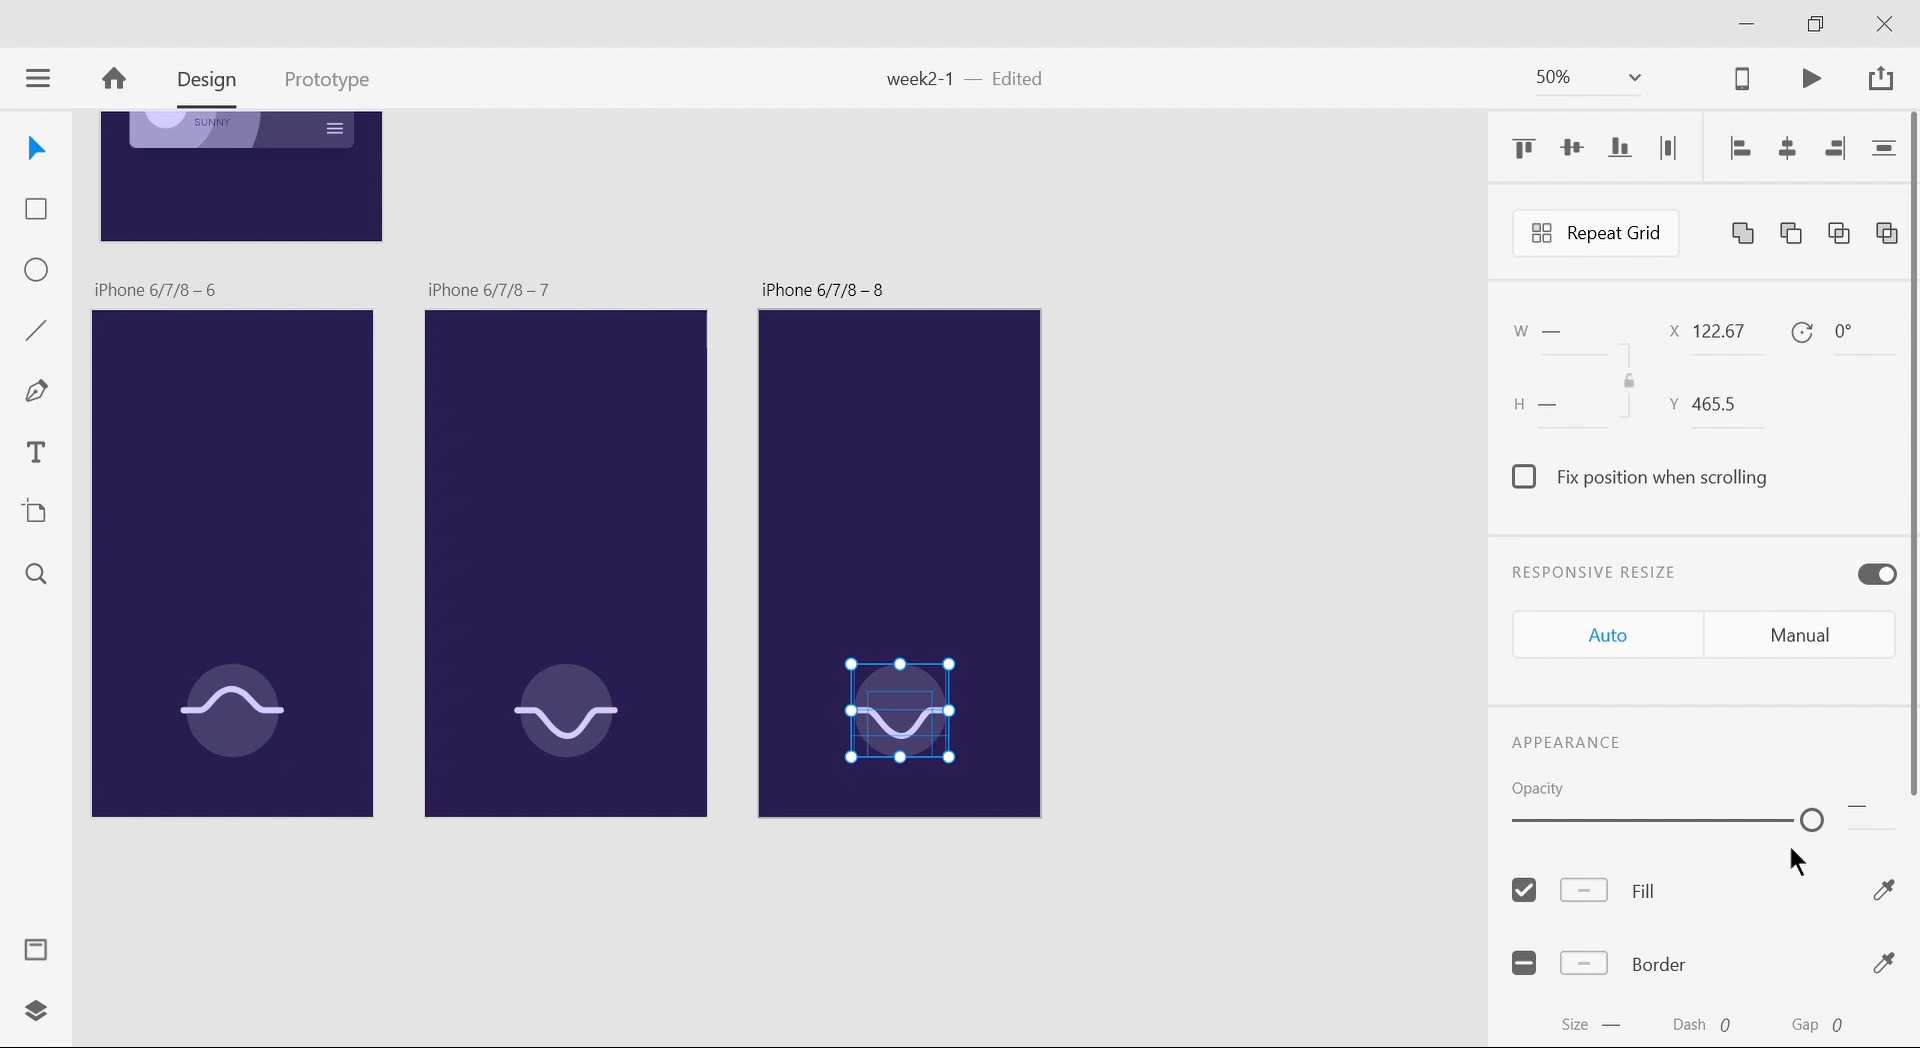 Design
Prototype
week2-1 — Edited
50%
SUNNY
Repeat Grid
iPhone 6/7/8 – 6
iPhone 6/7/8 – 7
iPhone 6/7/8 – 8
W —
X 122.67
0°
H —
Y 465.5
Fix position when scrolling
RESPONSIVE RESIZE
Auto
Manual
APPEARANCE
Opacity
—
Fill
Border
Size —
Dash 0
Gap 0